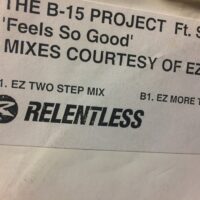 THE B-15 PROJECT Ft. S
'Feels So Good'
MIXES COURTESY OF EZ
1. EZ TWO STEP MIX B1. EZ MORE T
RELENTLESS